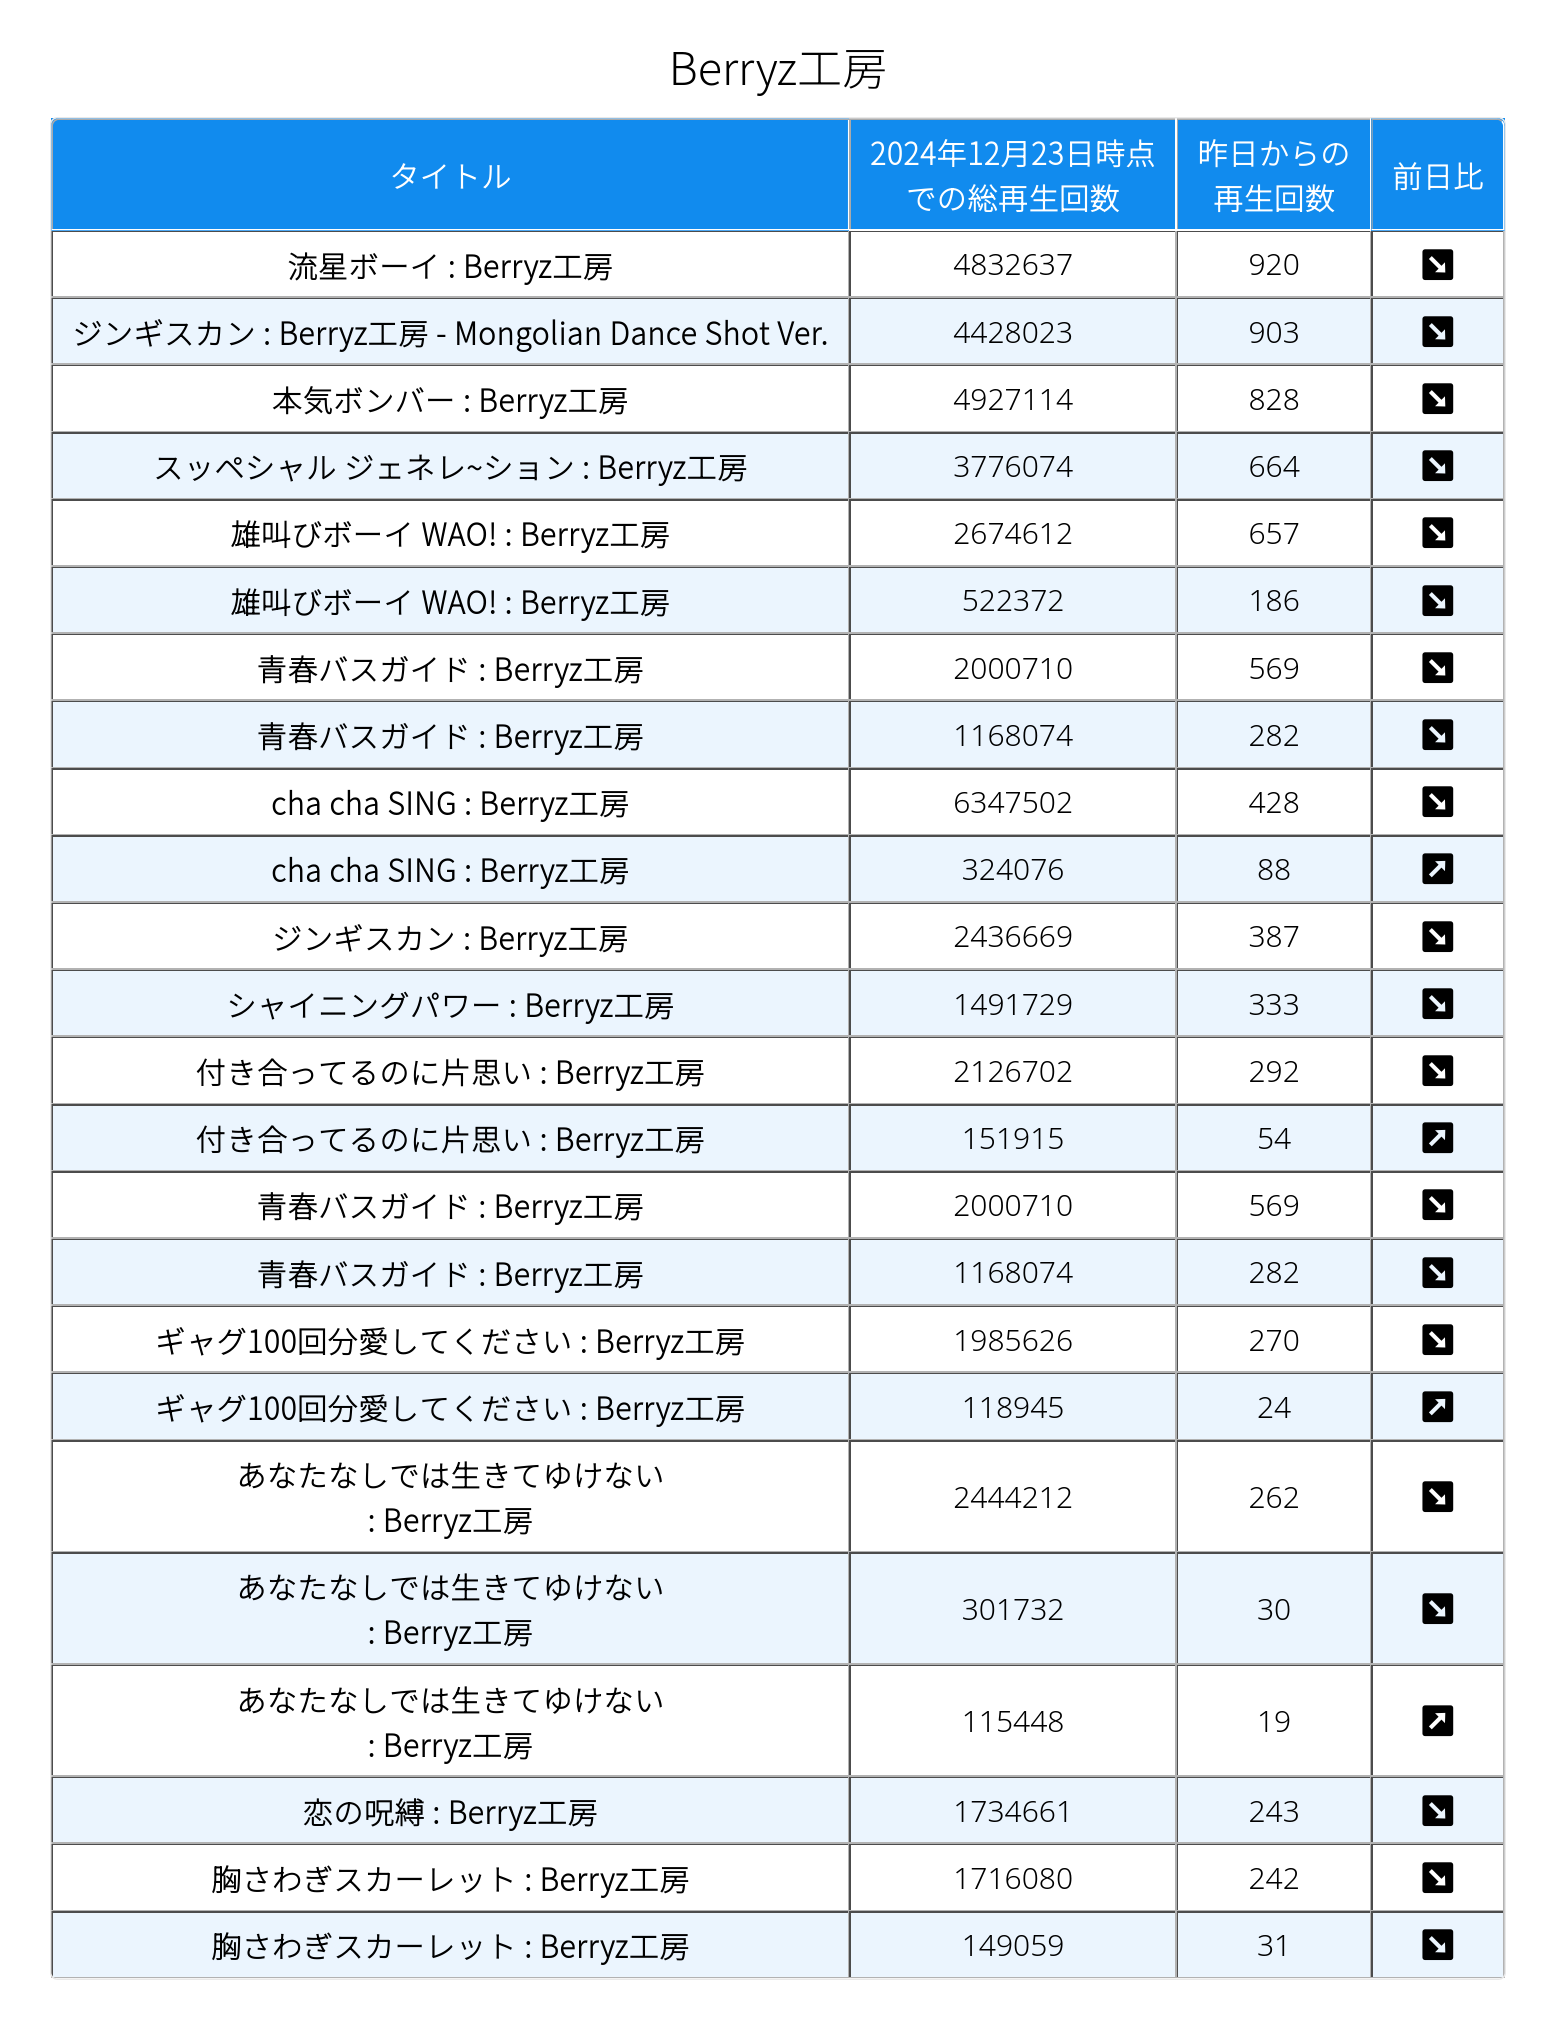 Berryz工房
タイトル 2024年12月23日時点 昨日からの 前日比
での総再生回数 再生回数
流星ボーイ : Berryz工房 4832637 920 ↘
ジンギスカン : Berryz工房 - Mongolian Dance Shot Ver. 4428023 903 ↘
本気ボンバー : Berryz工房 4927114 828 ↘
スッペシャル ジェネレ~ション : Berryz工房 3776074 664 ↘
雄叫びボーイ WAO! : Berryz工房 2674612 657 ↘
雄叫びボーイ WAO! : Berryz工房 522372 186 ↘
青春バスガイド : Berryz工房 2000710 569 ↘
青春バスガイド : Berryz工房 1168074 282 ↘
cha cha SING : Berryz工房 6347502 428 ↘
cha cha SING : Berryz工房 324076 88 ↗
ジンギスカン : Berryz工房 2436669 387 ↘
シャイニングパワー : Berryz工房 1491729 333 ↘
付き合ってるのに片思い : Berryz工房 2126702 292 ↘
付き合ってるのに片思い : Berryz工房 151915 54 ↗
青春バスガイド : Berryz工房 2000710 569 ↘
青春バスガイド : Berryz工房 1168074 282 ↘
ギャグ100回分愛してください : Berryz工房 1985626 270 ↘
ギャグ100回分愛してください : Berryz工房 118945 24 ↗
あなたなしでは生きてゆけない
: Berryz工房 2444212 262 ↘
あなたなしでは生きてゆけない
: Berryz工房 301732 30 ↘
あなたなしでは生きてゆけない
: Berryz工房 115448 19 ↗
恋の呪縛 : Berryz工房 1734661 243 ↘
胸さわぎスカーレット : Berryz工房 1716080 242 ↘
胸さわぎスカーレット : Berryz工房 149059 31 ↘